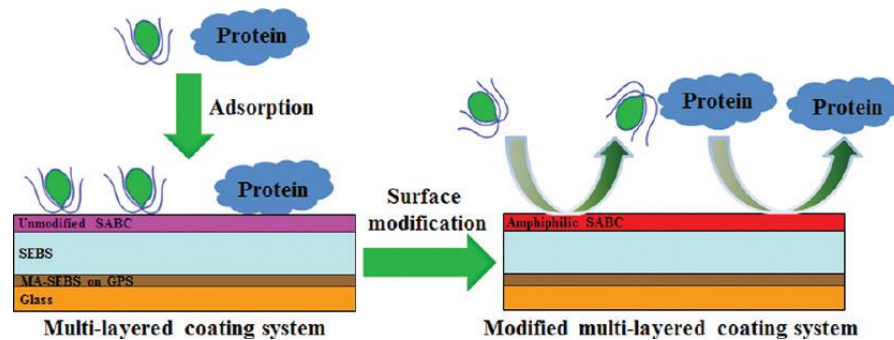 Protein
Adsorption
Protein
Unmodified SABC
SEBS
MA-SEBS on GPS
Glass
Multi-layered coating system
Surface
modification
Protein
Protein
Amphiphilic SABC
Modified multi-layered coating system